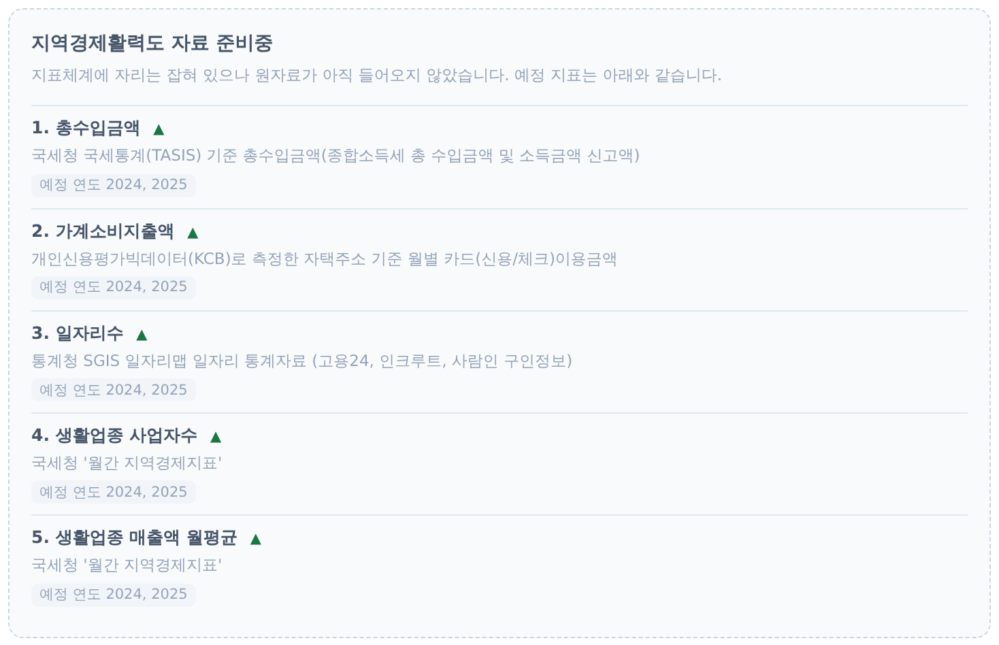 지역경제활력도 자료 준비중
지표체계에 자리는 잡혀 있으나 원자료가 아직 들어오지 않았습니다. 예정 지표는 아래와 같습니다.
1. 총수입금액 ▲
국세청 국세통계(TASIS) 기준 총수입금액(종합소득세 총 수입금액 및 소득금액 신고액)
예정 연도 2024, 2025
2. 가계소비지출액 ▲
개인신용평가빅데이터(KCB)로 측정한 자택주소 기준 월별 카드(신용/체크)이용금액
예정 연도 2024, 2025
3. 일자리수 ▲
통계청 SGIS 일자리맵 일자리 통계자료 (고용24, 인크루트, 사람인 구인정보)
예정 연도 2024, 2025
4. 생활업종 사업자수 ▲
국세청 '월간 지역경제지표'
예정 연도 2024, 2025
5. 생활업종 매출액 월평균 ▲
국세청 '월간 지역경제지표'
예정 연도 2024, 2025